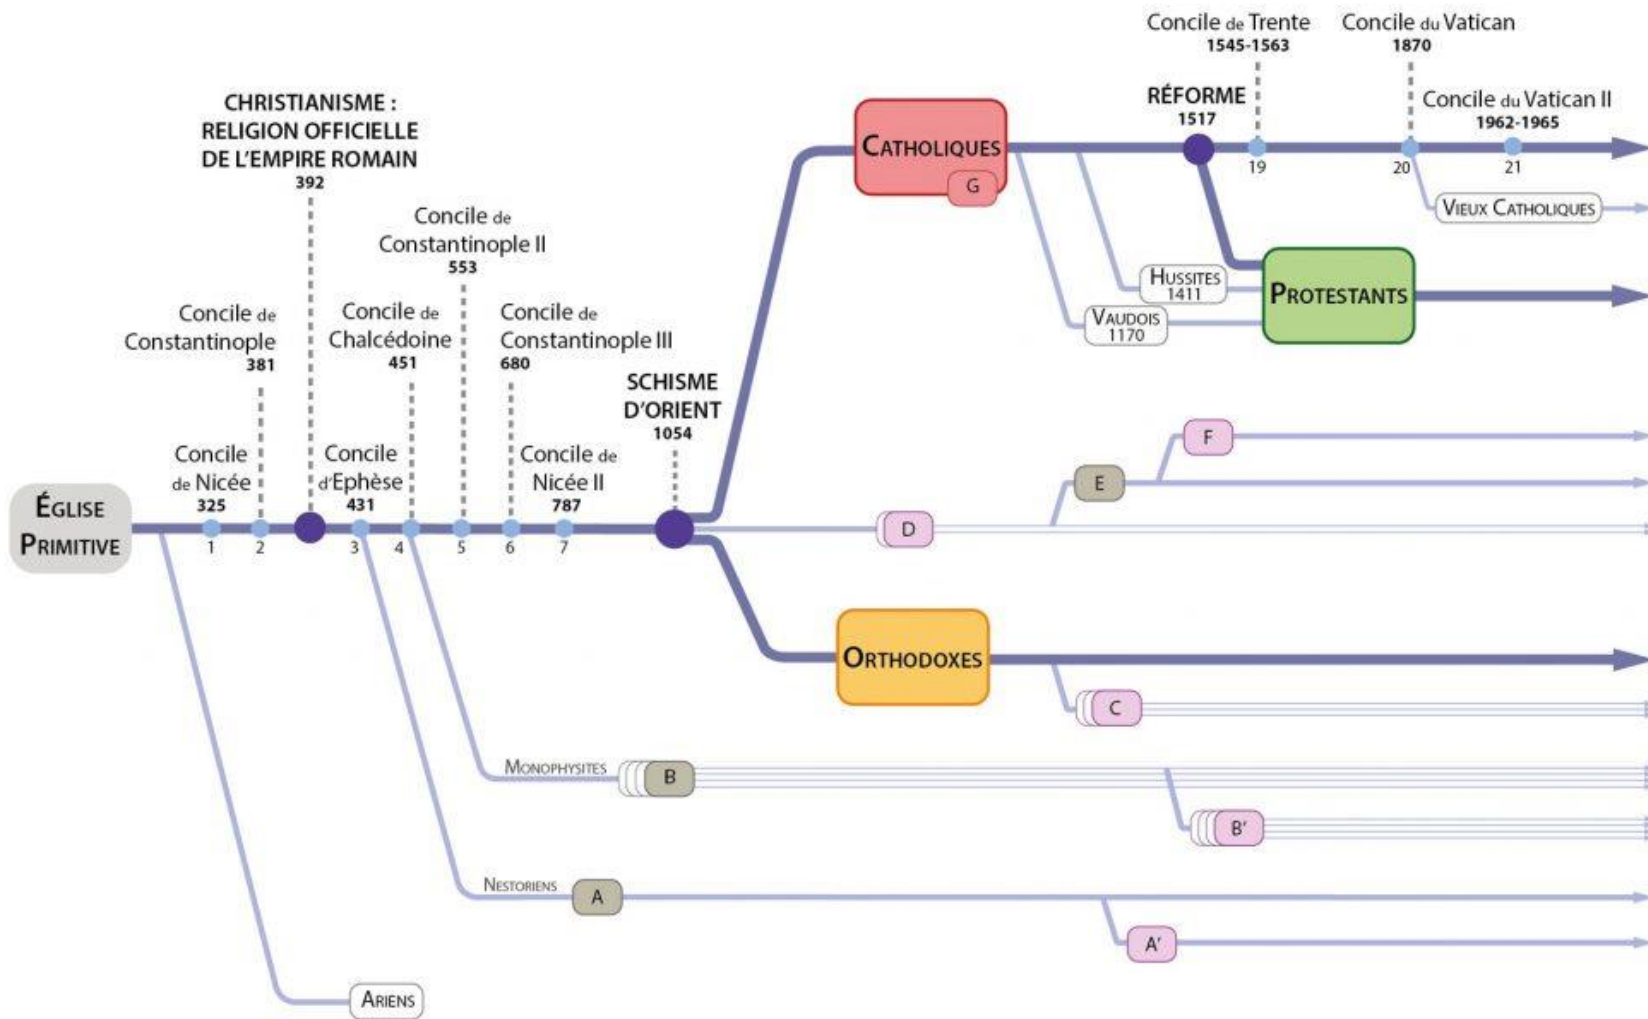 Concile de Trente
1545-1563
Concile du Vatican
1870
CHRISTIANISME :
RELIGION OFFICIELLE
DE L’EMPIRE ROMAIN
392
RÉFORME
1517
Concile du Vatican II
1962-1965
CATHOLIQUES
G
19
20
21
VIEUX CATHOLIQUES
Concile de
Constantinople II
553
HUSSITES
1411
PROTESTANTS
VAUDOIS
1170
Concile de
Constantinople
381
Concile de
Chalcédoine
451
Concile de
Constantinople III
680
SCHISME
D’ORIENT
1054
Concile
de Nicée
325
Concile
d’Ephèse
431
Concile de
Nicée II
787
F
E
D
ÉGLISE
PRIMITIVE
1
2
3
4
5
6
7
ORTHODOXES
C
MONOPHYSITES
B
B’
NESTORIENS
A
A’
ARIENS